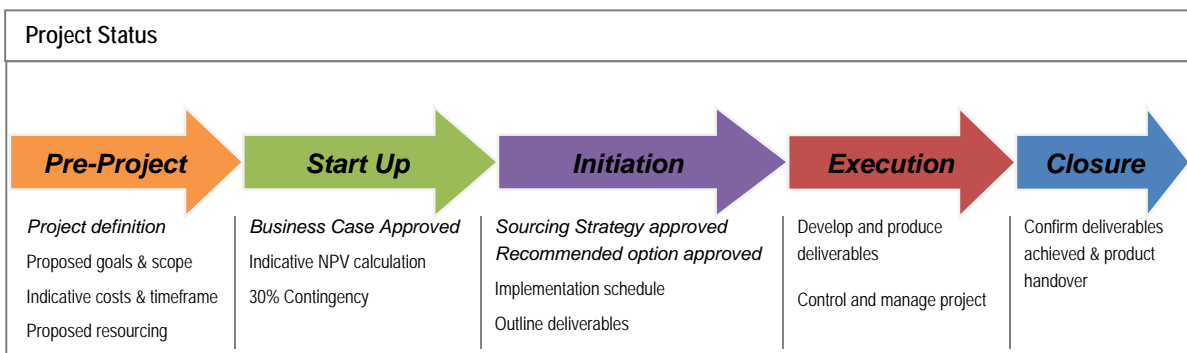 Project Status
Pre-Project
Start Up
Initiation
Execution
Closure
Project definition
Proposed goals & scope
Indicative costs & timeframe
Proposed resourcing
Business Case Approved
Indicative NPV calculation
30% Contingency
Sourcing Strategy approved
Recommended option approved
Implementation schedule
Outline deliverables
Develop and produce
deliverables
Control and manage project
Confirm deliverables
achieved & product
handover